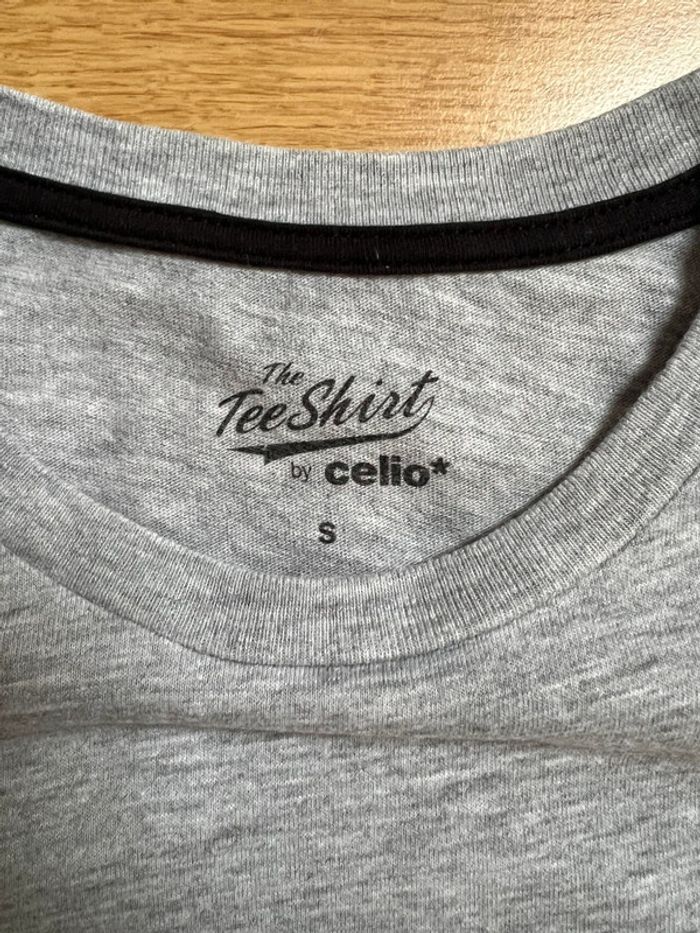 The
TeeShirt
by celio*
S